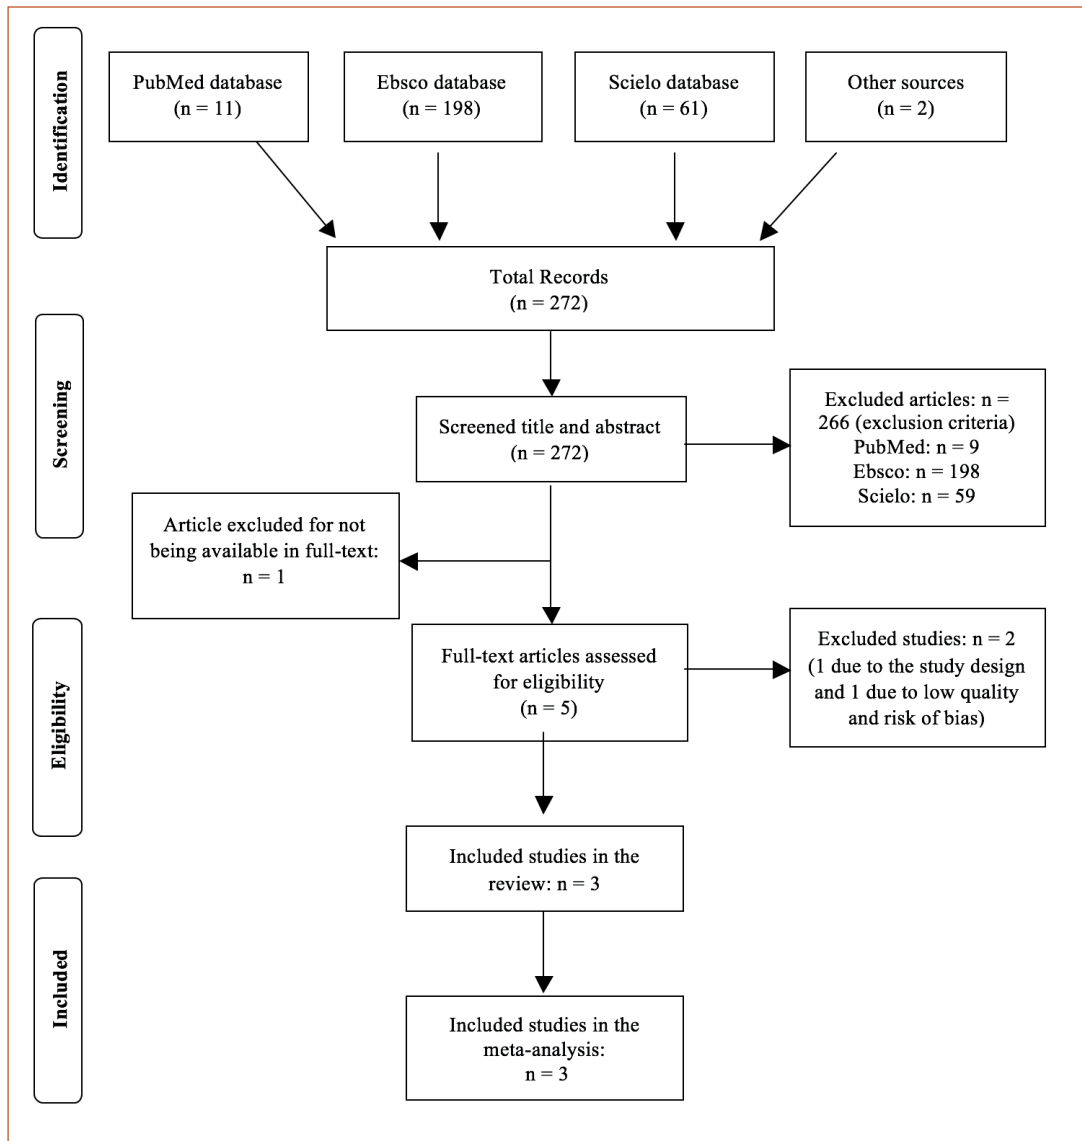 Identification
PubMed database
(n = 11)
Ebsco database
(n = 198)
Scielo database
(n = 61)
Other sources
(n = 2)
Total Records
(n = 272)
Screening
Screened title and abstract
(n = 272)
Excluded articles: n =
266 (exclusion criteria)
PubMed: n = 9
Ebsco: n = 198
Scielo: n = 59
Article excluded for not
being available in full-text:
n = 1
Eligibility
Full-text articles assessed
for eligibility
(n = 5)
Excluded studies: n = 2
(1 due to the study design
and 1 due to low quality
and risk of bias)
Included studies in the
review: n = 3
Included
Included studies in the
meta-analysis:
n = 3